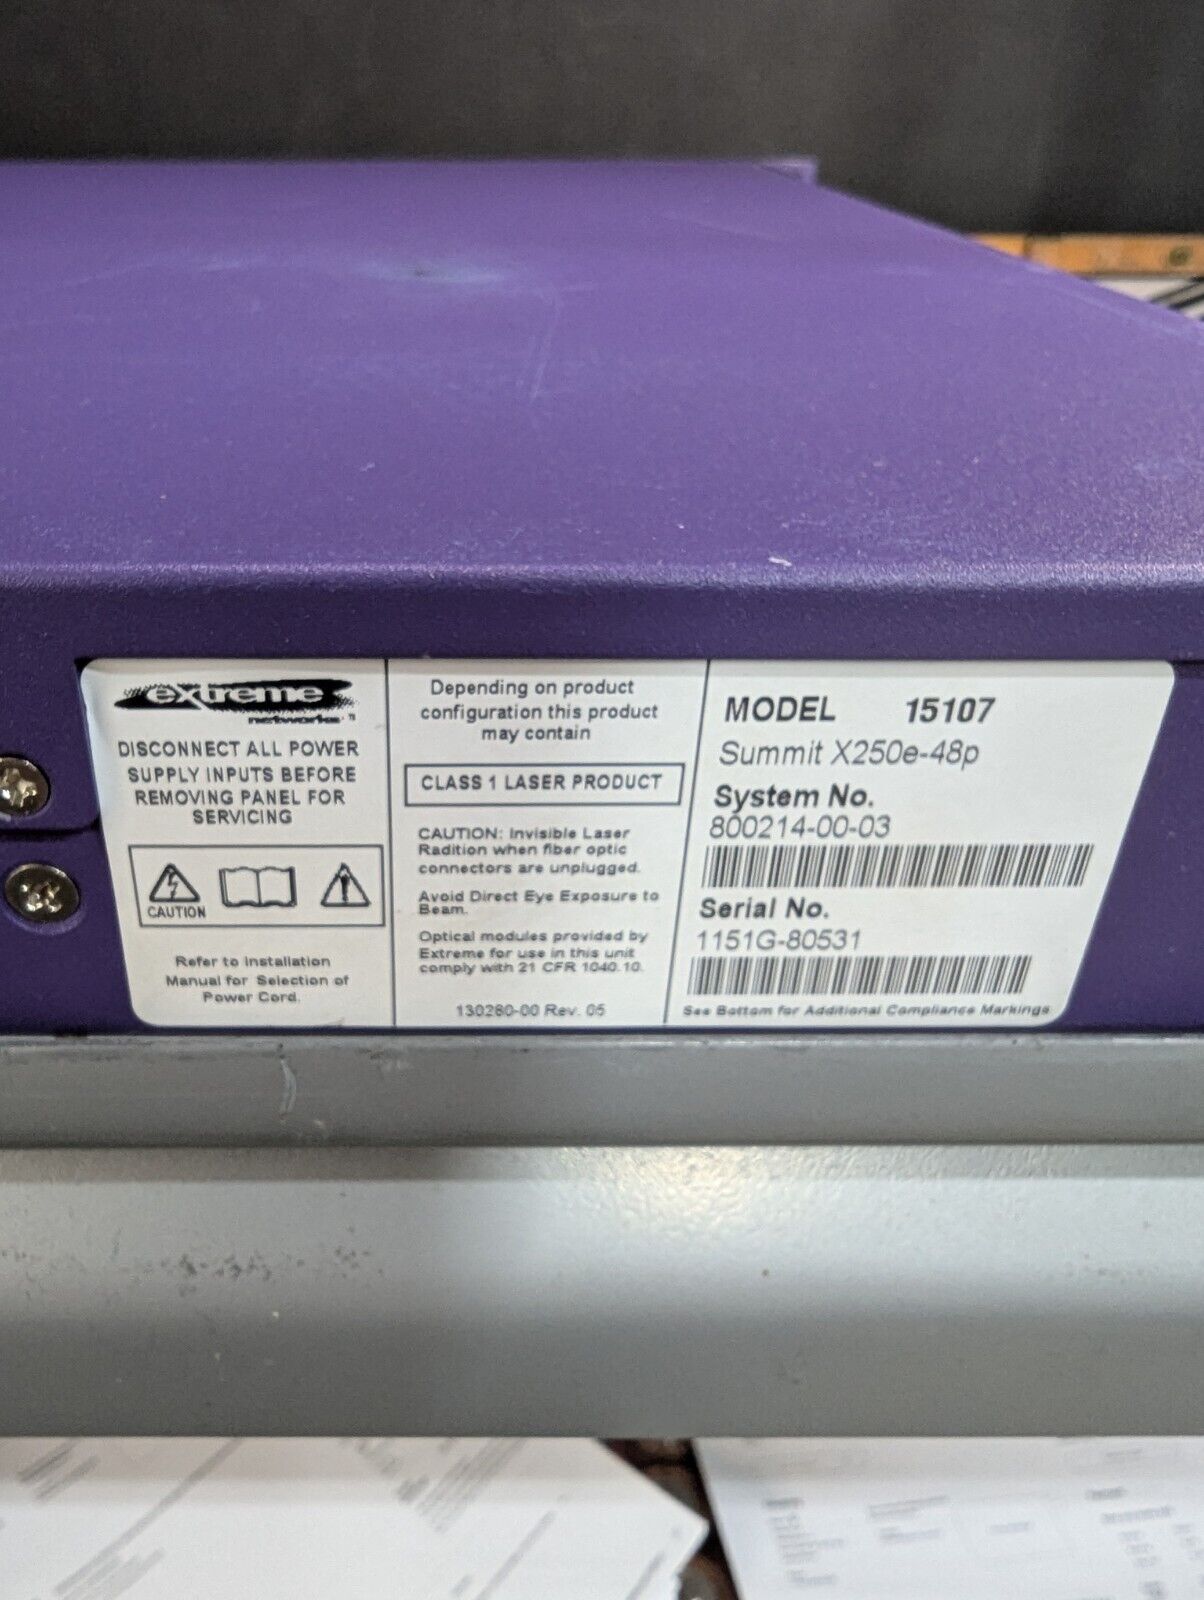 extreme
networks™
DISCONNECT ALL POWER
SUPPLY INPUTS BEFORE
REMOVING PANEL FOR
SERVICING
CAUTION
Refer to Installation
Manual for Selection of
Power Cord.
Depending on product
configuration this product
may contain
CLASS 1 LASER PRODUCT
CAUTION: Invisible Laser
Radition when fiber optic
connectors are unplugged.
Avoid Direct Eye Exposure to
Beam.
Optical modules provided by
Extreme for use in this unit
comply with 21 CFR 1040.10.
130280-00 Rev. 05
MODEL 15107
Summit X250e-48p
System No.
800214-00-03
Serial No.
1151G-80531
See Bottom for Additional Compliance Markings